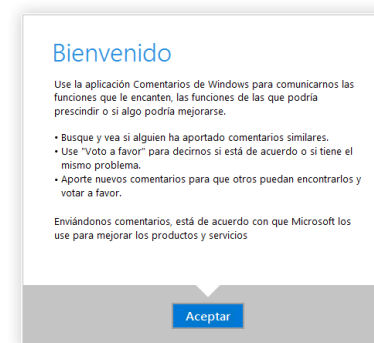 Bienvenido
Use la aplicación Comentarios de Windows para comunicarnos las
funciones que le encanten, las funciones de las que podría
prescindir o si algo podría mejorarse.
• Busque y vea si alguien ha aportado comentarios similares.
• Use "Voto a favor" para decirnos si está de acuerdo o si tiene el
mismo problema.
• Aporte nuevos comentarios para que otros puedan encontrarlos y
votar a favor.
Enviándonos comentarios, está de acuerdo con que Microsoft los
use para mejorar los productos y servicios
Aceptar